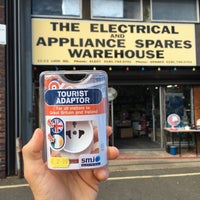 THE ELECTRICAL
and
APPLIANCE SPARES
WAREHOUSE
TOURIST
ADAPTOR
For all visitors to
Great Britain and Ireland
smj